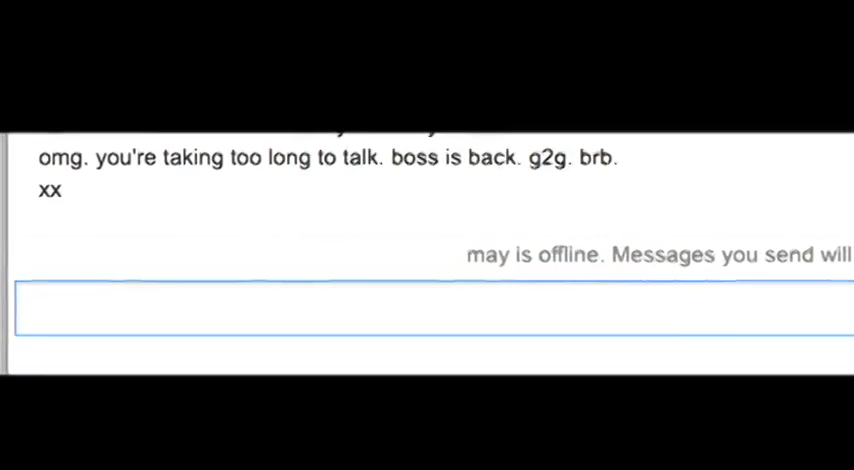 omg. you're taking too long to talk. boss is back. g2g. brb.
xx
may is offline. Messages you send will